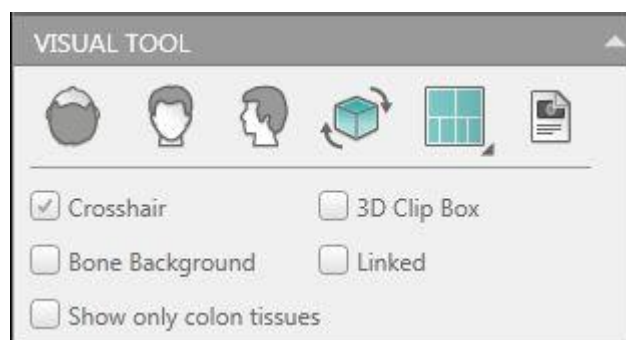 VISUAL TOOL
Crosshair
3D Clip Box
Bone Background
Linked
Show only colon tissues